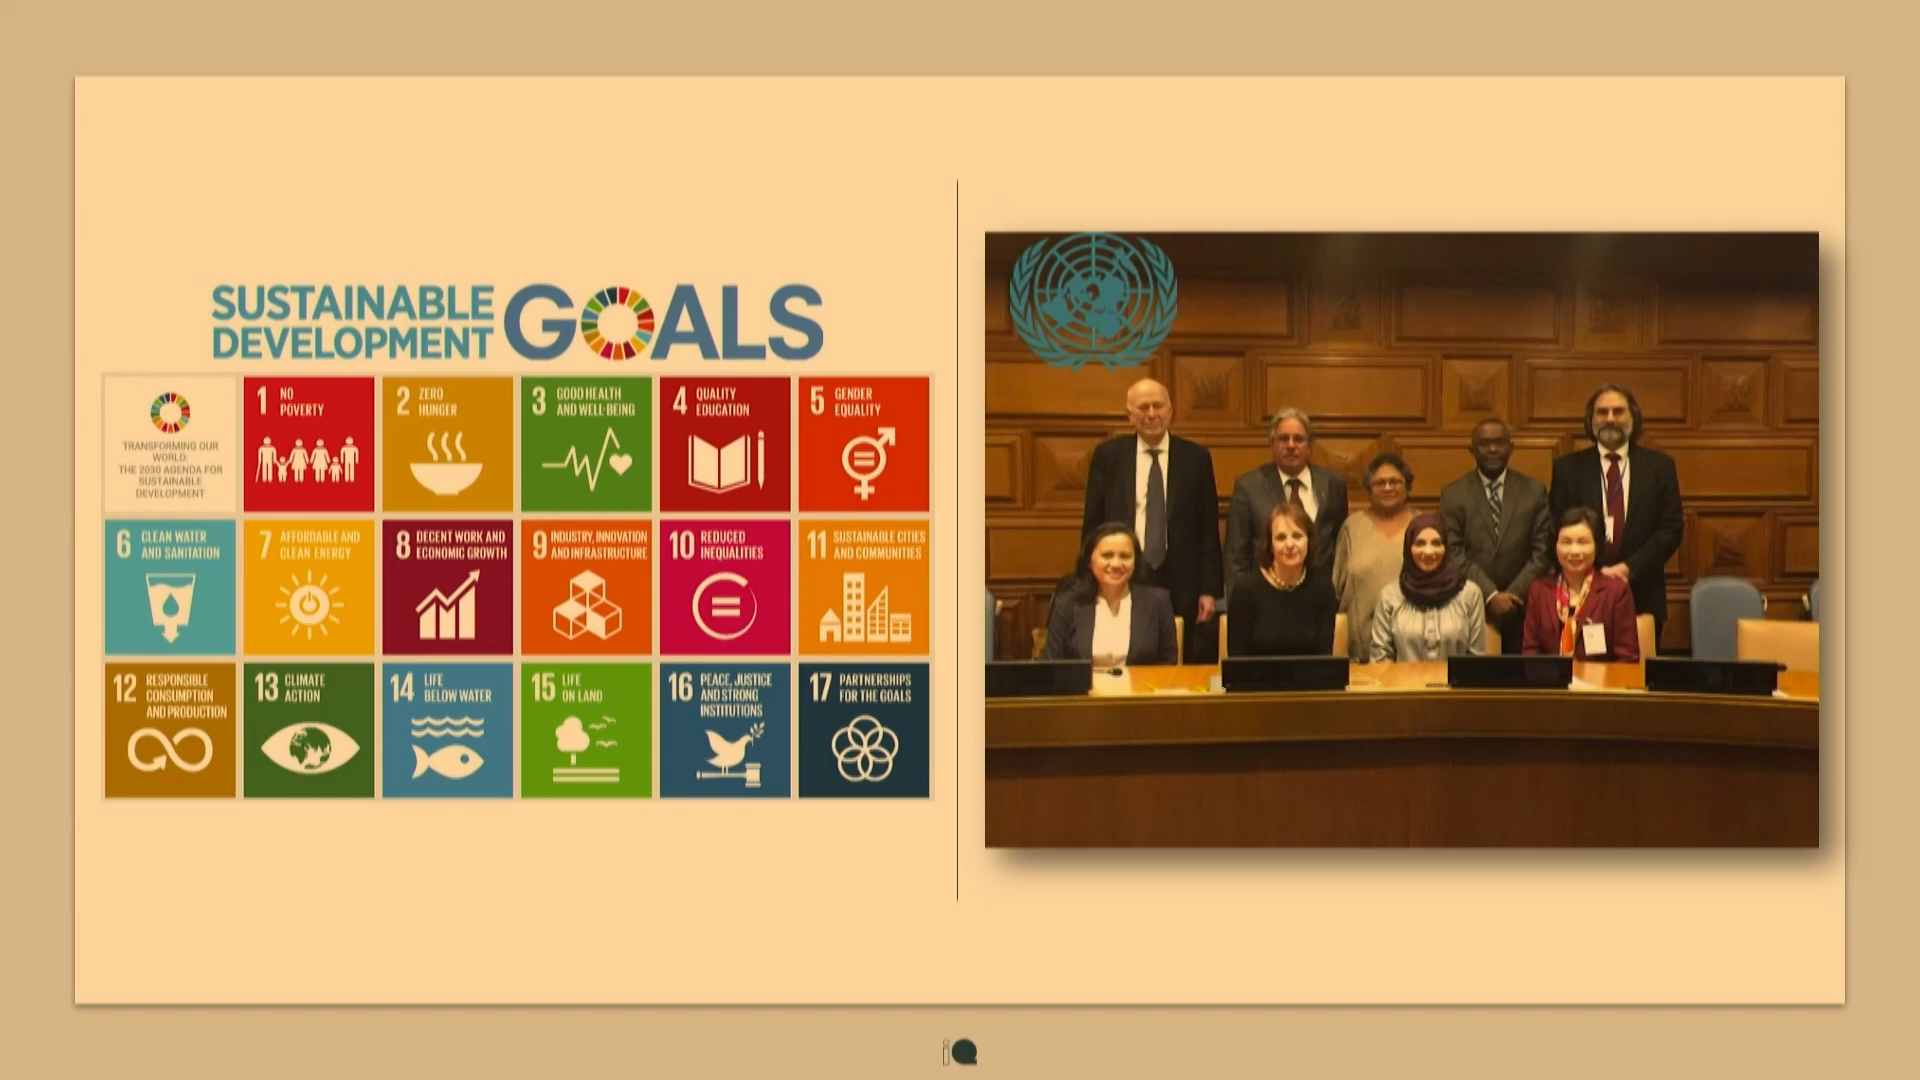 SUSTAINABLE
DEVELOPMENT
GOALS
TRANSFORMING OUR
WORLD:
THE 2030 AGENDA FOR
SUSTAINABLE
DEVELOPMENT
1 NO
POVERTY
2 ZERO
HUNGER
3 GOOD HEALTH
AND WELL-BEING
4 QUALITY
EDUCATION
5 GENDER
EQUALITY
6 CLEAN WATER
AND SANITATION
7 AFFORDABLE AND
CLEAN ENERGY
8 DECENT WORK AND
ECONOMIC GROWTH
9 INDUSTRY, INNOVATION
AND INFRASTRUCTURE
10 REDUCED
INEQUALITIES
11 SUSTAINABLE CITIES
AND COMMUNITIES
12 RESPONSIBLE
CONSUMPTION
AND PRODUCTION
13 CLIMATE
ACTION
14 LIFE
BELOW WATER
15 LIFE
ON LAND
16 PEACE, JUSTICE
AND STRONG
INSTITUTIONS
17 PARTNERSHIPS
FOR THE GOALS
iQ